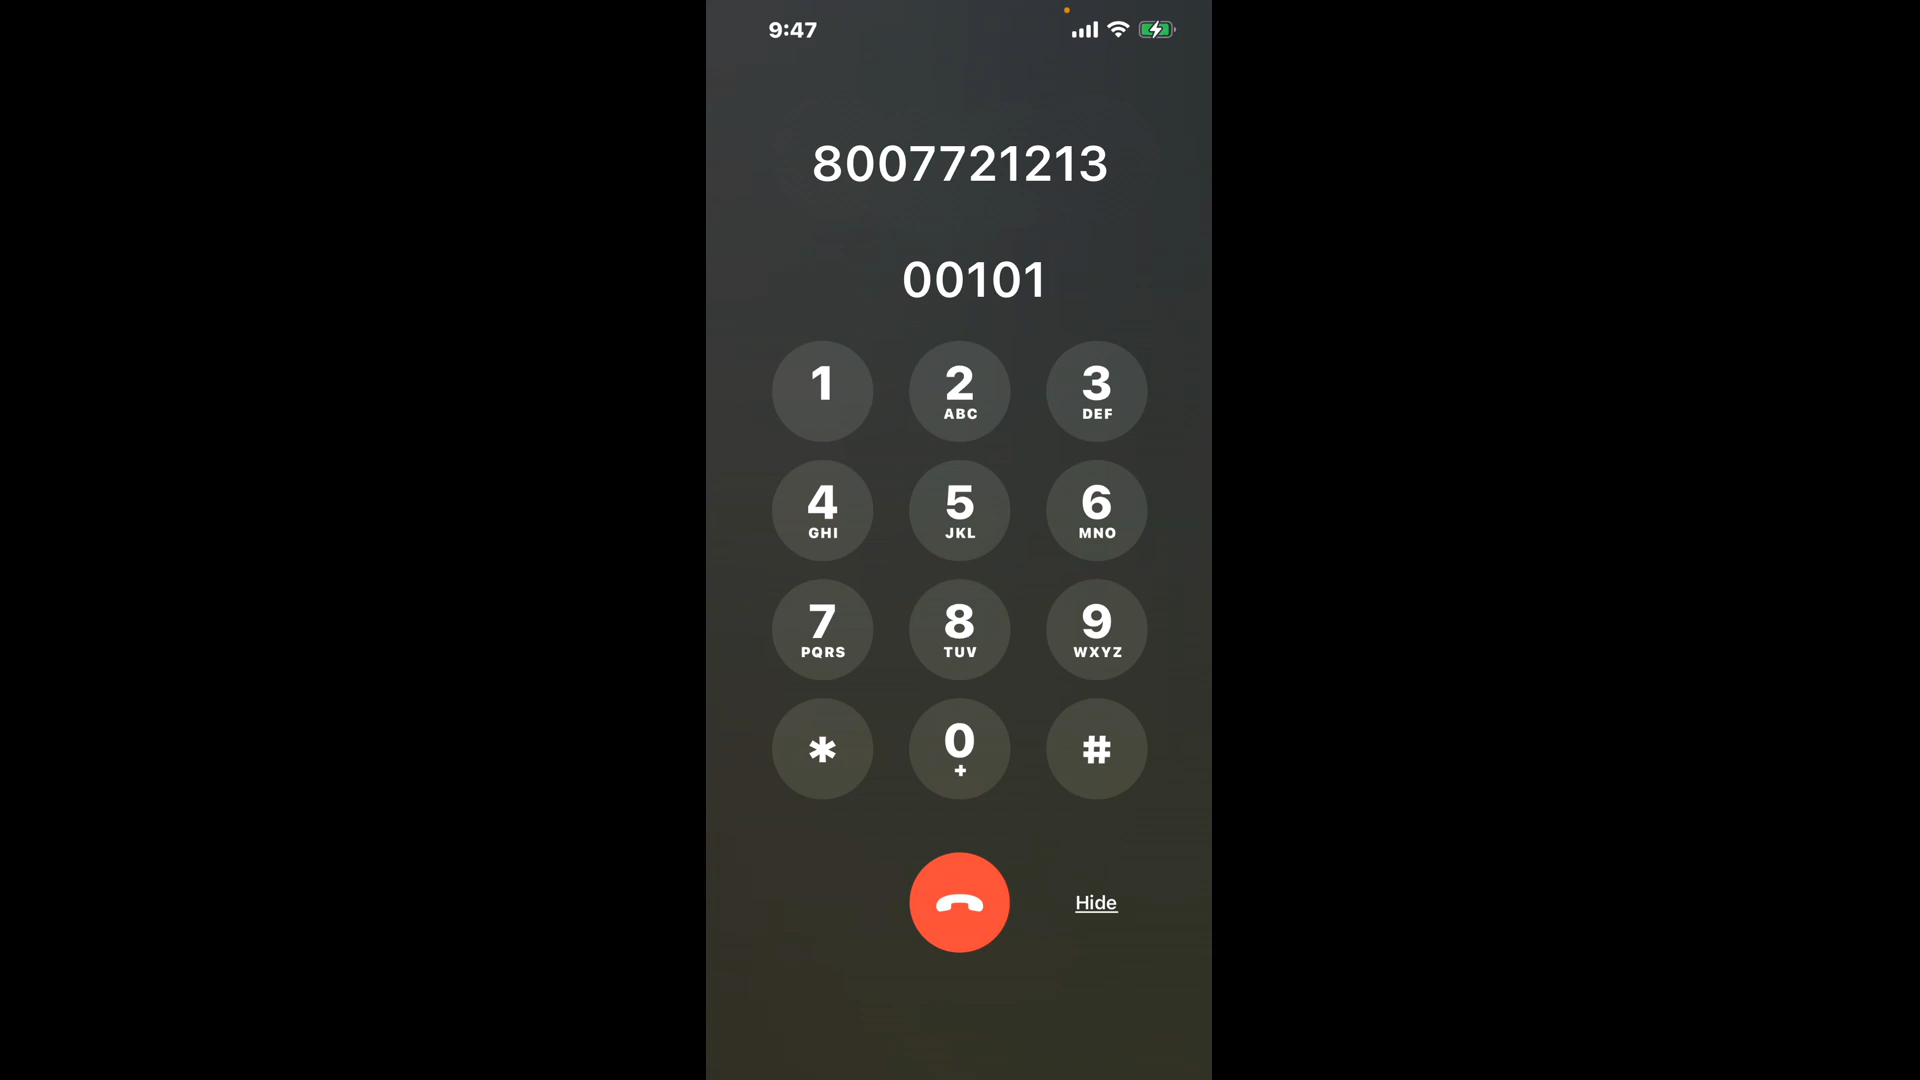 9:47
8007721213
00101
1 2 3
ABC DEF
4 5 6
GHI JKL MNO
7 8 9
PQRS TUV WXYZ
* 0 #
+
Hide